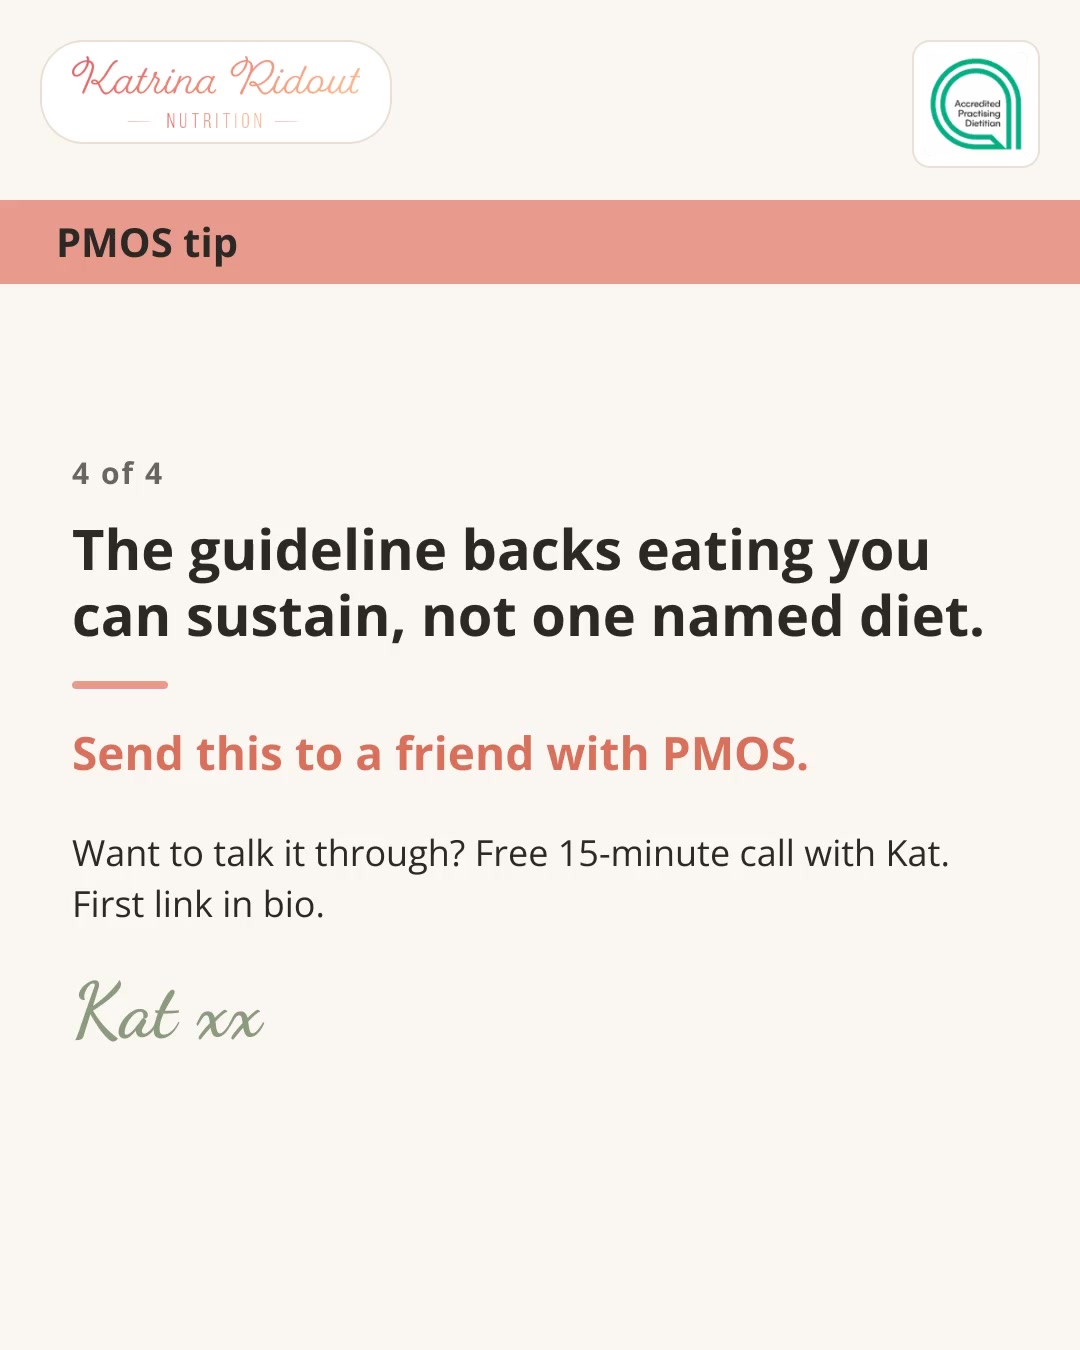 Katrina Ridout
NUTRITION
Accredited
Practising
Dietitian
PMOS tip
4 of 4
The guideline backs eating you
can sustain, not one named diet.
Send this to a friend with PMOS.
Want to talk it through? Free 15-minute call with Kat.
First link in bio.
Kat xx